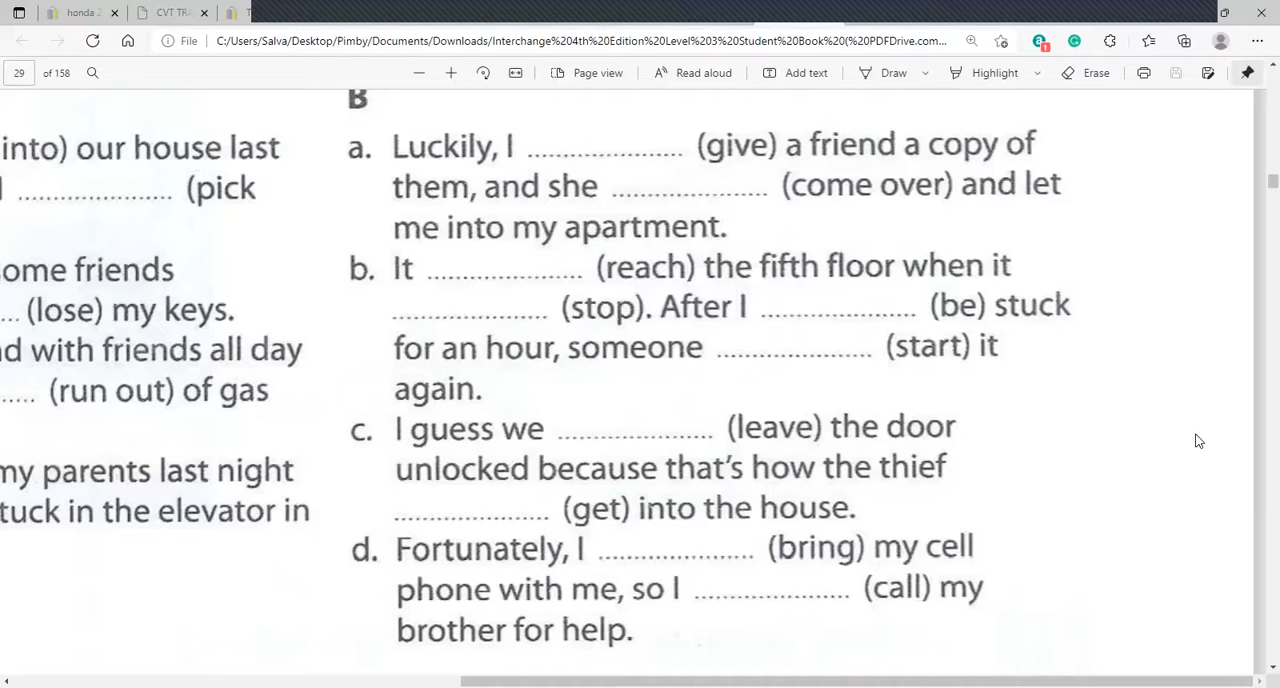 honda 2
CVT TRA
T
File
C:/Users/Salva/Desktop/Pimby/Documents/Downloads/Interchange%204th%20Edition%20Level%203%20Student%20Book%20(%20PDFDrive.com...
1
29 of 158
Page view
Read aloud
Add text
Draw
Highlight
Erase
B
into) our house last
(pick
ome friends
... (lose) my keys.
d with friends all day
..... (run out) of gas
my parents last night
tuck in the elevator in
a. Luckily, I ..................... (give) a friend a copy of
them, and she ..................... (come over) and let
me into my apartment.
b. It ..................... (reach) the fifth floor when it
..................... (stop). After I ..................... (be) stuck
for an hour, someone ..................... (start) it
again.
c. I guess we ..................... (leave) the door
unlocked because that's how the thief
..................... (get) into the house.
d. Fortunately, I ..................... (bring) my cell
phone with me, so I ..................... (call) my
brother for help.